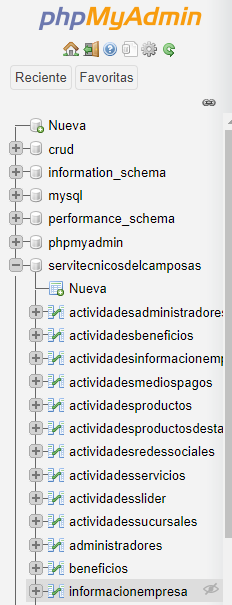 phpMyAdmin
Reciente Favoritas
Nueva
crud
information_schema
mysql
performance_schema
phpmyadmin
servitecnicosdelcamposas
Nueva
actividadesadministradores
actividadesbeneficios
actividadesinformacionemp
actividadesmediospagos
actividadesproductos
actividadesproductosdesta
actividadesredessociales
actividadesservicios
actividadesslider
actividadessucursales
administradores
beneficios
informacionempresa